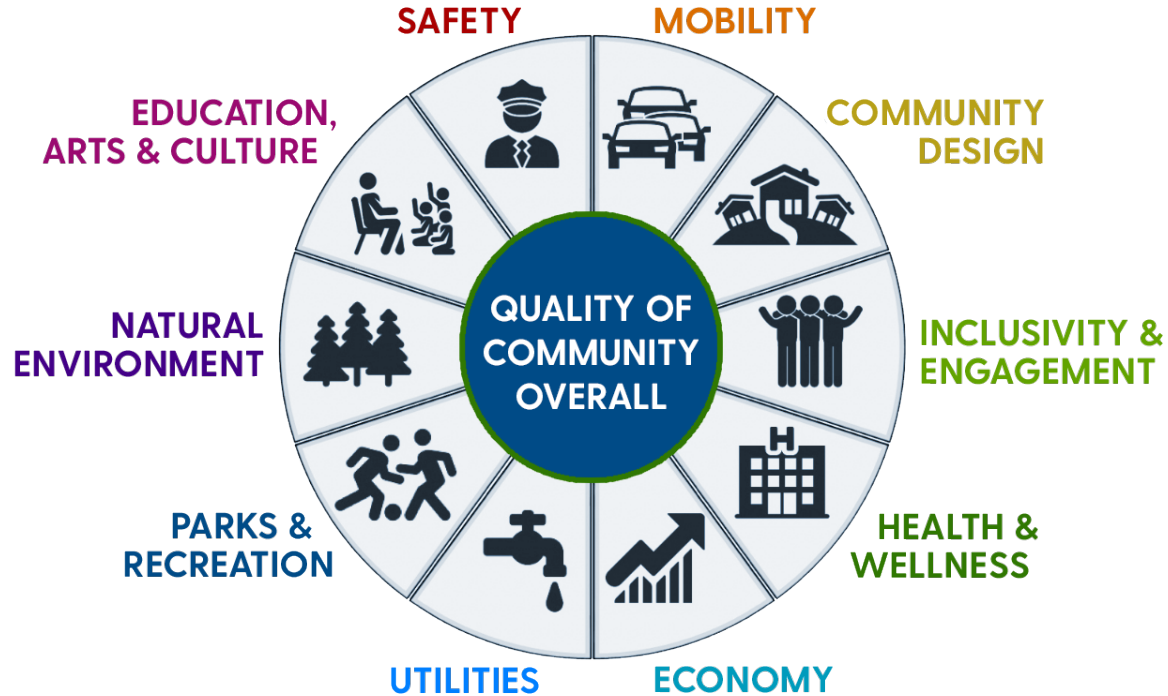 SAFETY
MOBILITY
COMMUNITY
DESIGN
INCLUSIVITY &
ENGAGEMENT
HEALTH &
WELLNESS
ECONOMY
UTILITIES
PARKS &
RECREATION
NATURAL
ENVIRONMENT
EDUCATION,
ARTS & CULTURE
QUALITY OF
COMMUNITY
OVERALL
H